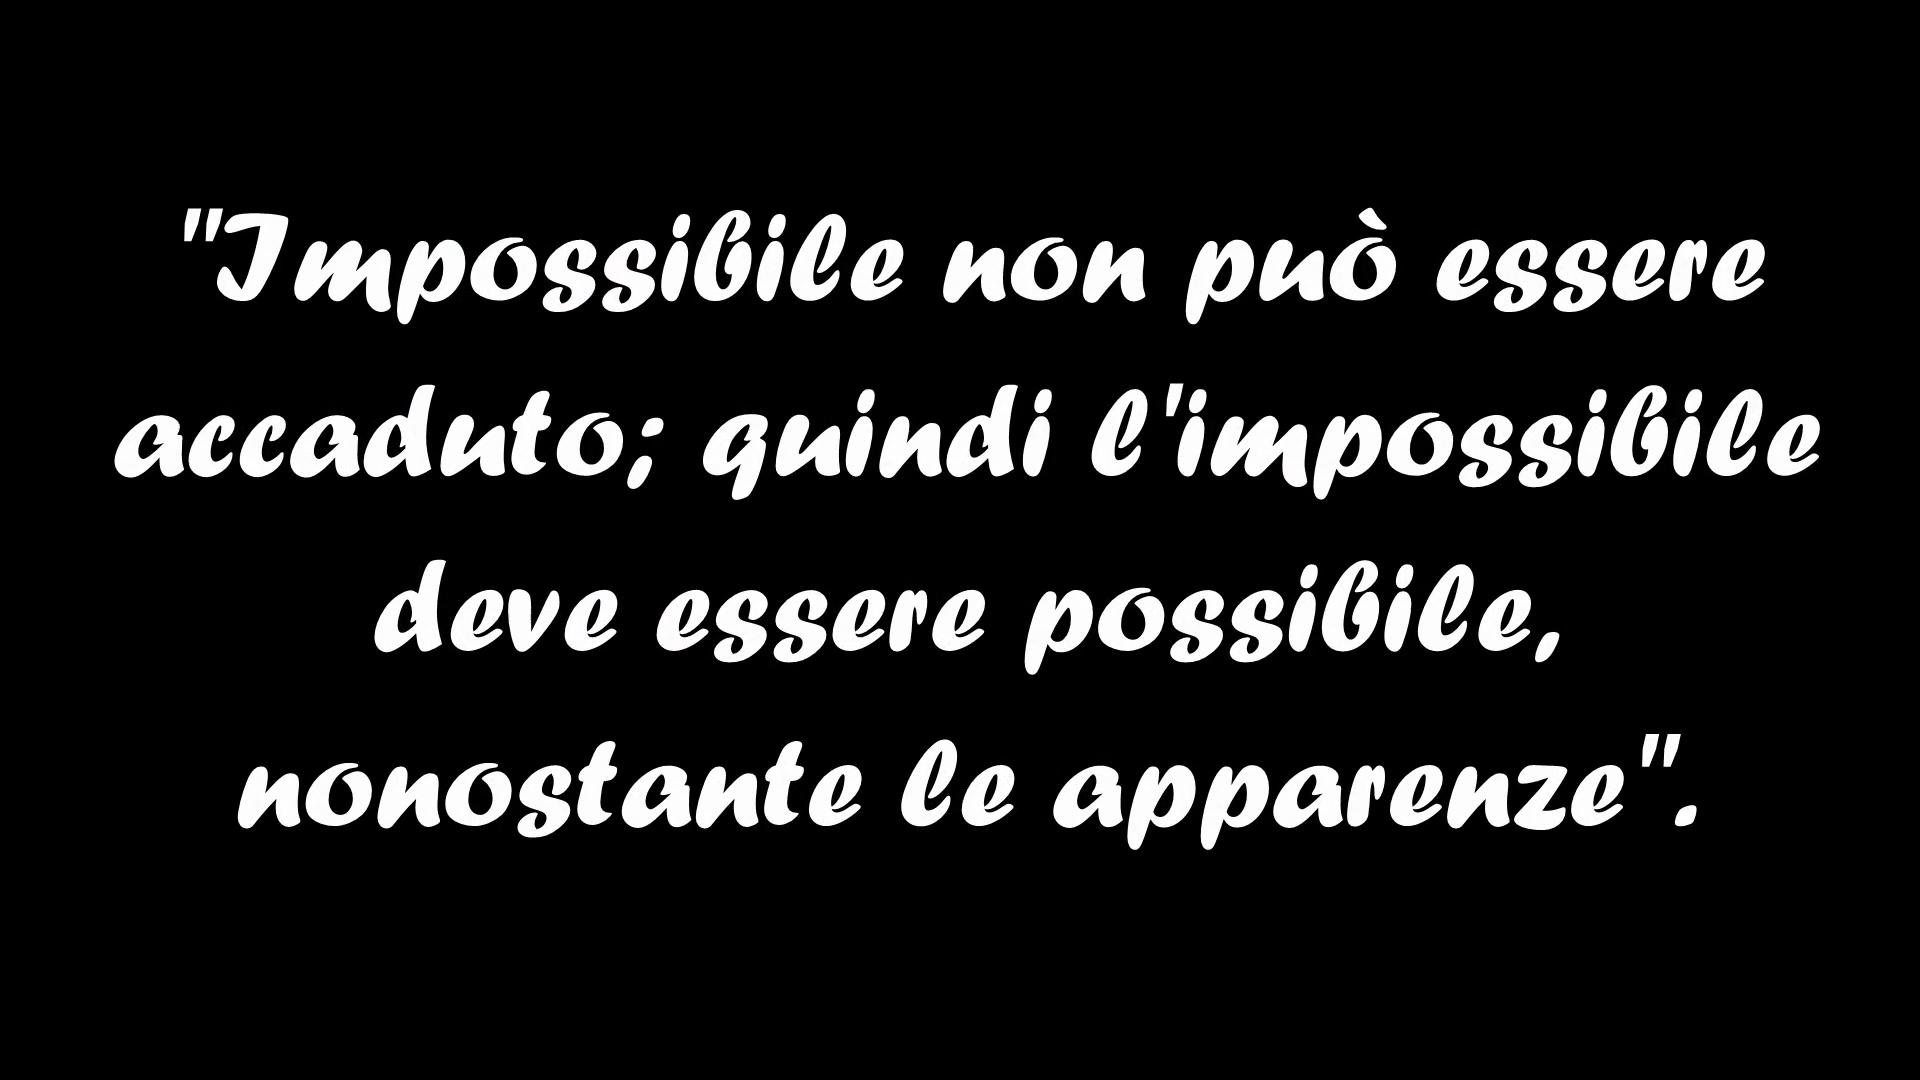 "Impossibile non può essere
accaduto; quindi l'impossibile
deve essere possibile,
nonostante le apparenze".